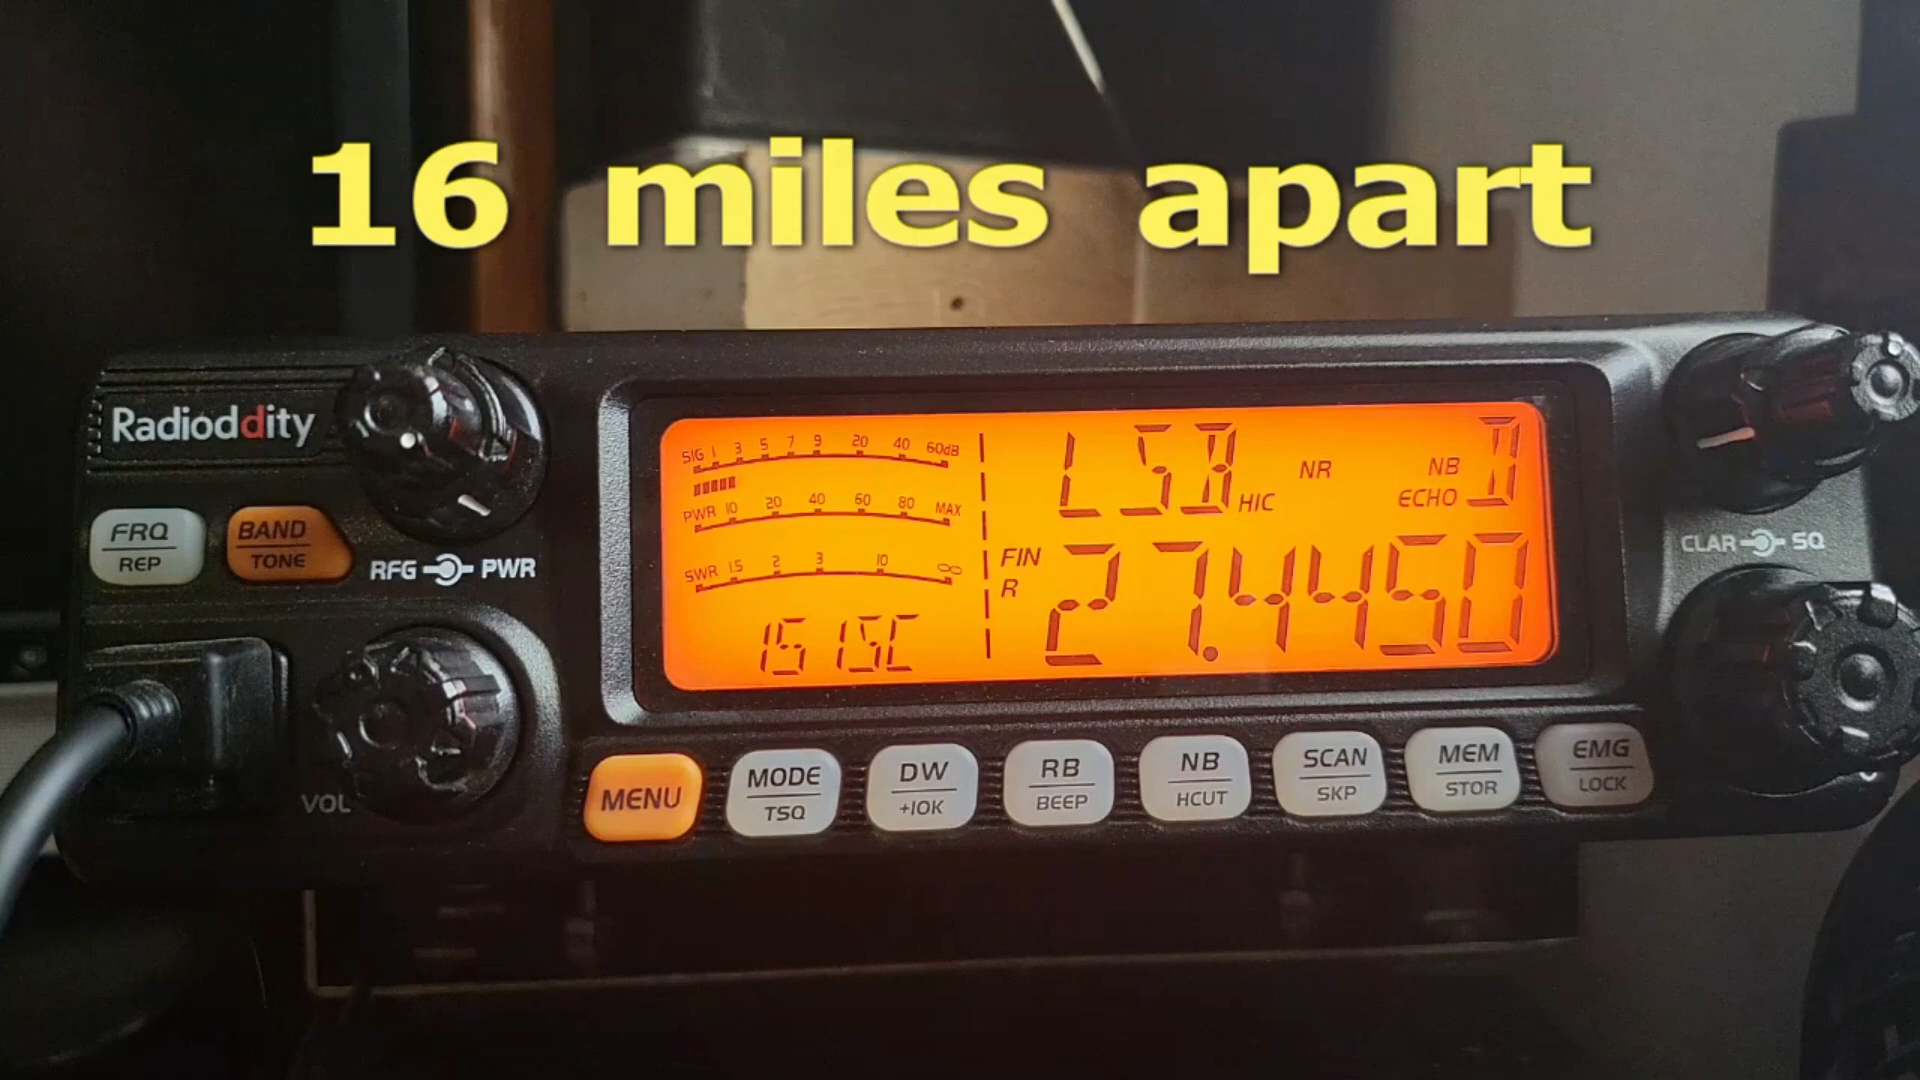 16 miles apart
Radioddity
SIG 1 3 5 7 9 20 40 60dB
PWR 10 20 40 60 80 MAX
SWR 1.5 2 3 10 ∞
LSB HIC NR NB ECHO D
FIN
R
27.4450
FRQ
REP
BAND
TONE
RFG PWR
CLAR SQ
VOL
MENU
MODE
TSQ
DW
+10K
RB
BEEP
NB
HCUT
SCAN
SKP
MEM
STOR
EMG
LOCK